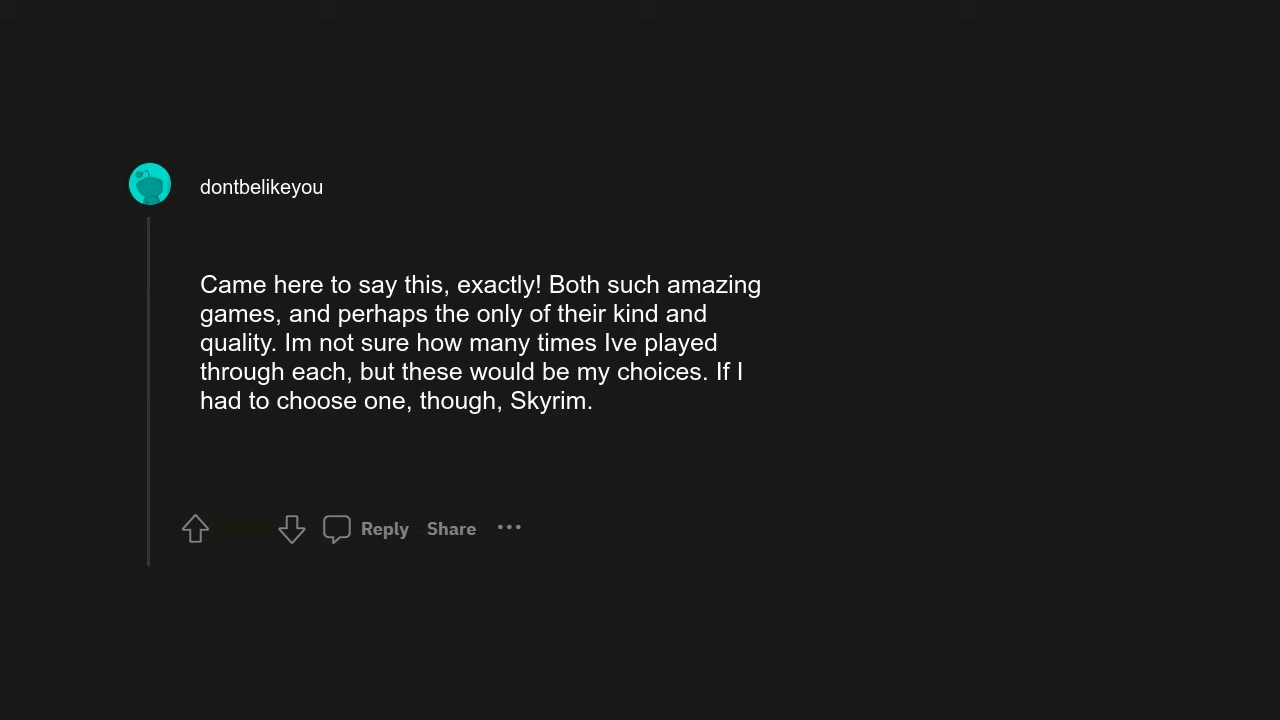 dontbelikeyou
Came here to say this, exactly! Both such amazing
games, and perhaps the only of their kind and
quality. Im not sure how many times Ive played
through each, but these would be my choices. If I
had to choose one, though, Skyrim.
Reply Share